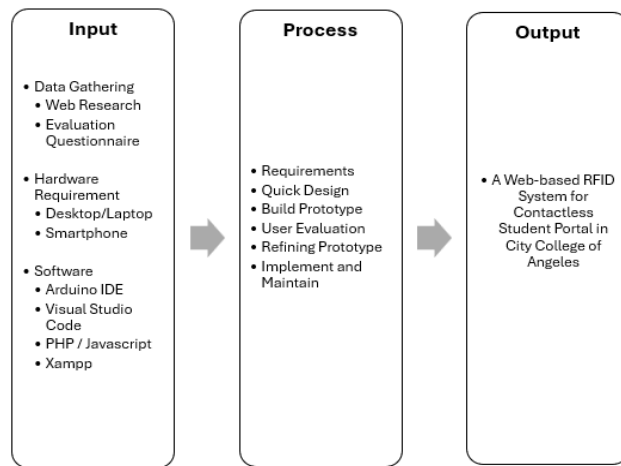 Input
• Data Gathering
• Web Research
• Evaluation
Questionnaire
• Hardware
Requirement
• Desktop/Laptop
• Smartphone
• Software
• Arduino IDE
• Visual Studio
Code
• PHP / Javascript
• Xampp
Process
• Requirements
• Quick Design
• Build Prototype
• User Evaluation
• Refining Prototype
• Implement and
Maintain
Output
• A Web-based RFID
System for
Contactless
Student Portal in
City College of
Angeles